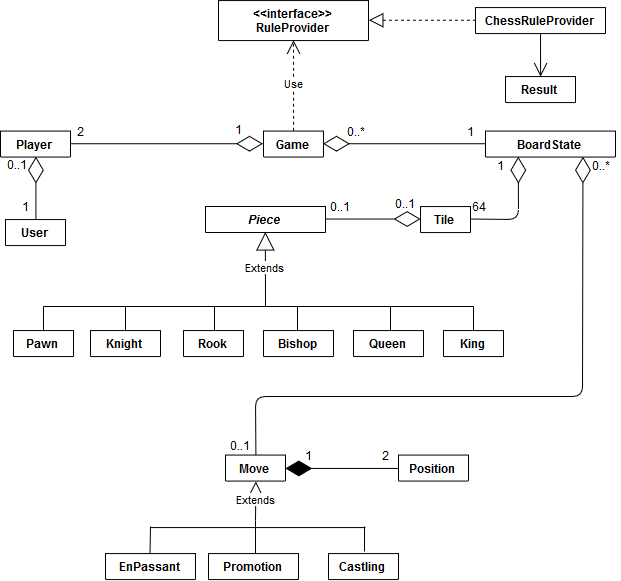 <<interface>>
RuleProvider
ChessRuleProvider
Use
Result
Player
2
1
Game
0..*
1
BoardState
0..1
1
0..*
1
User
Piece
0..1
0..1
Tile
64
Extends
Pawn
Knight
Rook
Bishop
Queen
King
0..1
Move
1
2
Position
Extends
EnPassant
Promotion
Castling